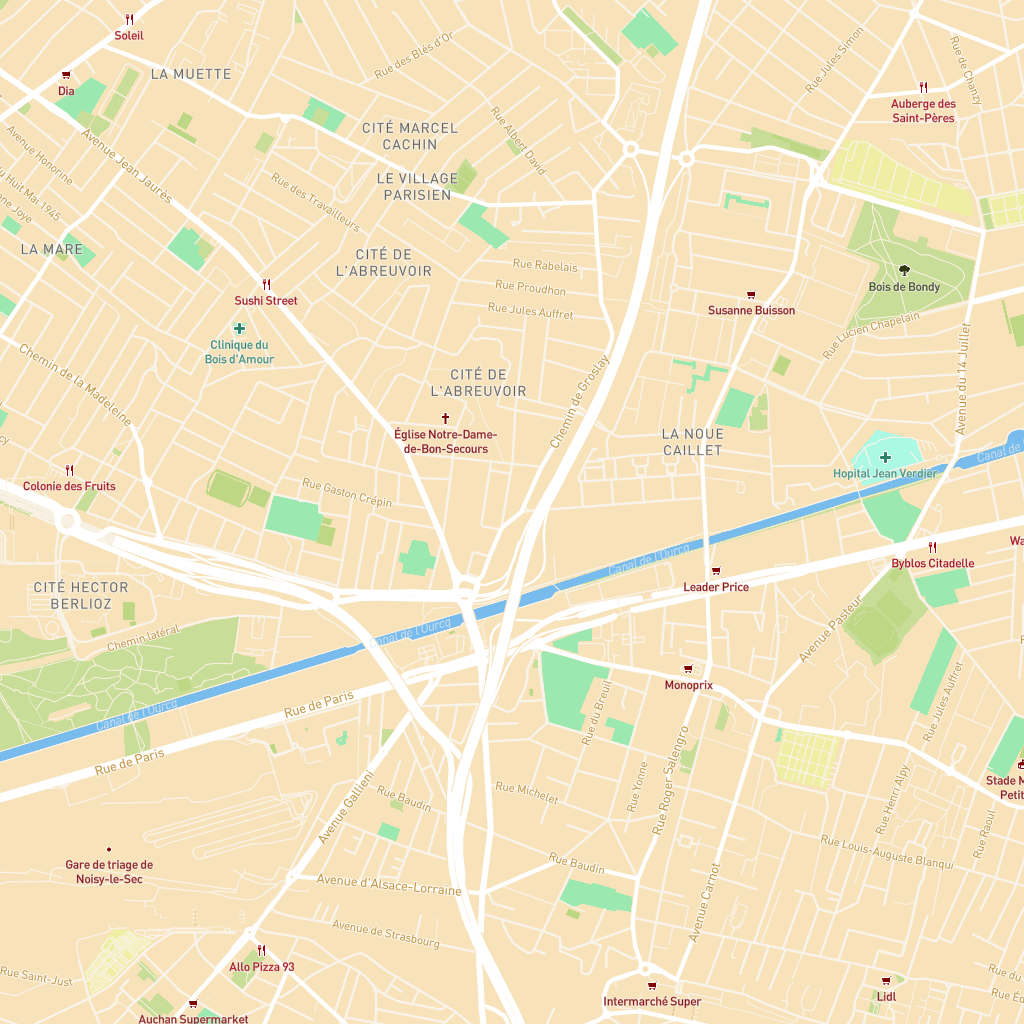 Soleil
Rue des Blés d'Or
Rue Jules Simon
Rue de Chanzy
LA MUETTE
Dia
Auberge des
Saint-Pères
Rue Albert David
CITÉ MARCEL
CACHIN
Avenue Honorine
Avenue Jean Jaurès
LE VILLAGE
PARISIEN
Huit Mai 1945
Joye
Rue des Travailleurs
LA MARE
CITÉ DE
L'ABREUVOIR
Rue Rabelais
Bois de Bondy
Rue Proudhon
Sushi Street
Rue Jules Auffret
Susanne Buisson
Rue Lucien Chapelain
Clinique du
Bois d'Amour
Avenue du 14 Juillet
Chemin de la Madeleine
CITÉ DE
L'ABREUVOIR
Chemin de Groslay
Église Notre-Dame-
de-Bon-Secours
LA NOUE
CAILLET
Canal de
Hopital Jean Verdier
Colonie des Fruits
Rue Gaston Crépin
Canal de l'Ourcq
Byblos Citadelle
Leader Price
CITÉ HECTOR
BERLIOZ
Chemin latéral
Canal de l'Ourcq
Avenue Pasteur
Monoprix
Rue de Paris
Canal de l'Ourcq
Rue du Breuil
Rue Jules Auffret
Rue de Paris
Rue Roger Salengro
Rue Yonne
Stade M
Petit
Rue Baudin
Rue Michelet
Avenue Gallieni
Rue Henri Alpy
Rue Raoul
Gare de triage de
Noisy-le-Sec
Rue Baudin
Rue Louis-Auguste Blanqui
Avenue d'Alsace-Lorraine
Avenue Carnot
Avenue de Strasbourg
Allo Pizza 93
Rue Saint-Just
Intermarché Super
Lidl
Rue du
Auchan Supermarket